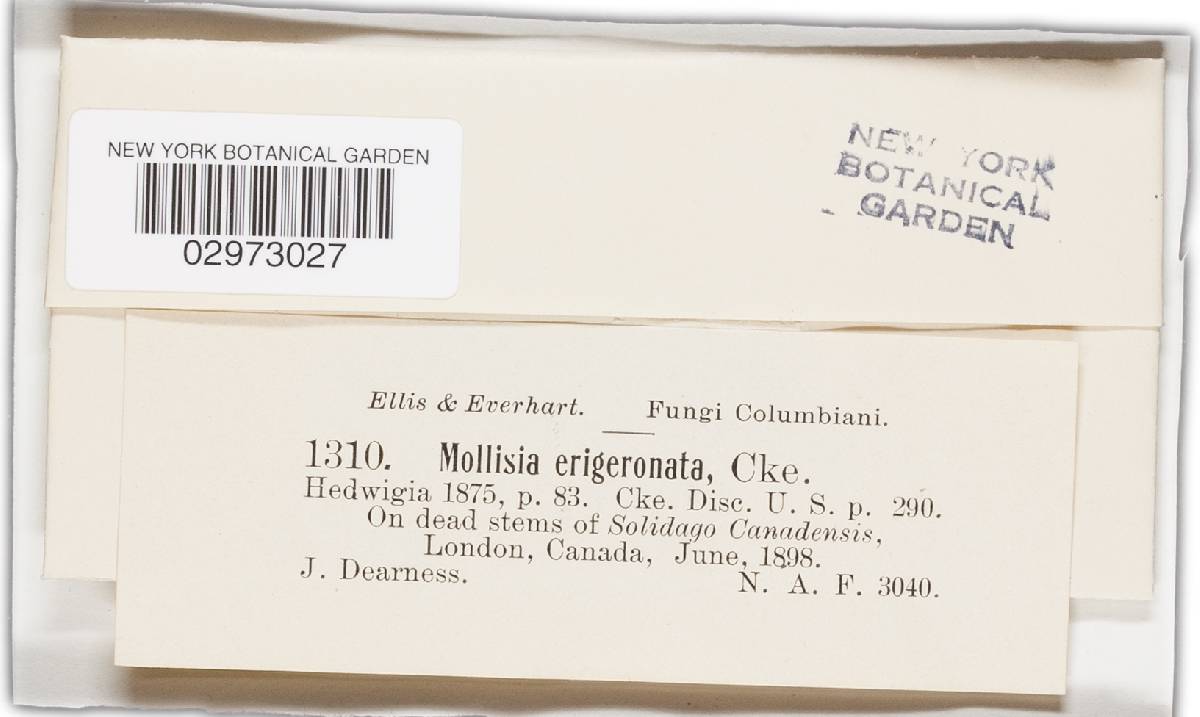 NEW YORK BOTANICAL GARDEN
02973027
NEW YORK
BOTANICAL
GARDEN
Ellis & Everhart. Fungi Columbiani.
1310. Mollisia erigeronata, Cke.
Hedwigia 1875, p. 83. Cke. Disc. U. S. p. 290.
On dead stems of Solidago Canadensis,
London, Canada, June, 1898.
J. Dearness. N. A. F. 3040.